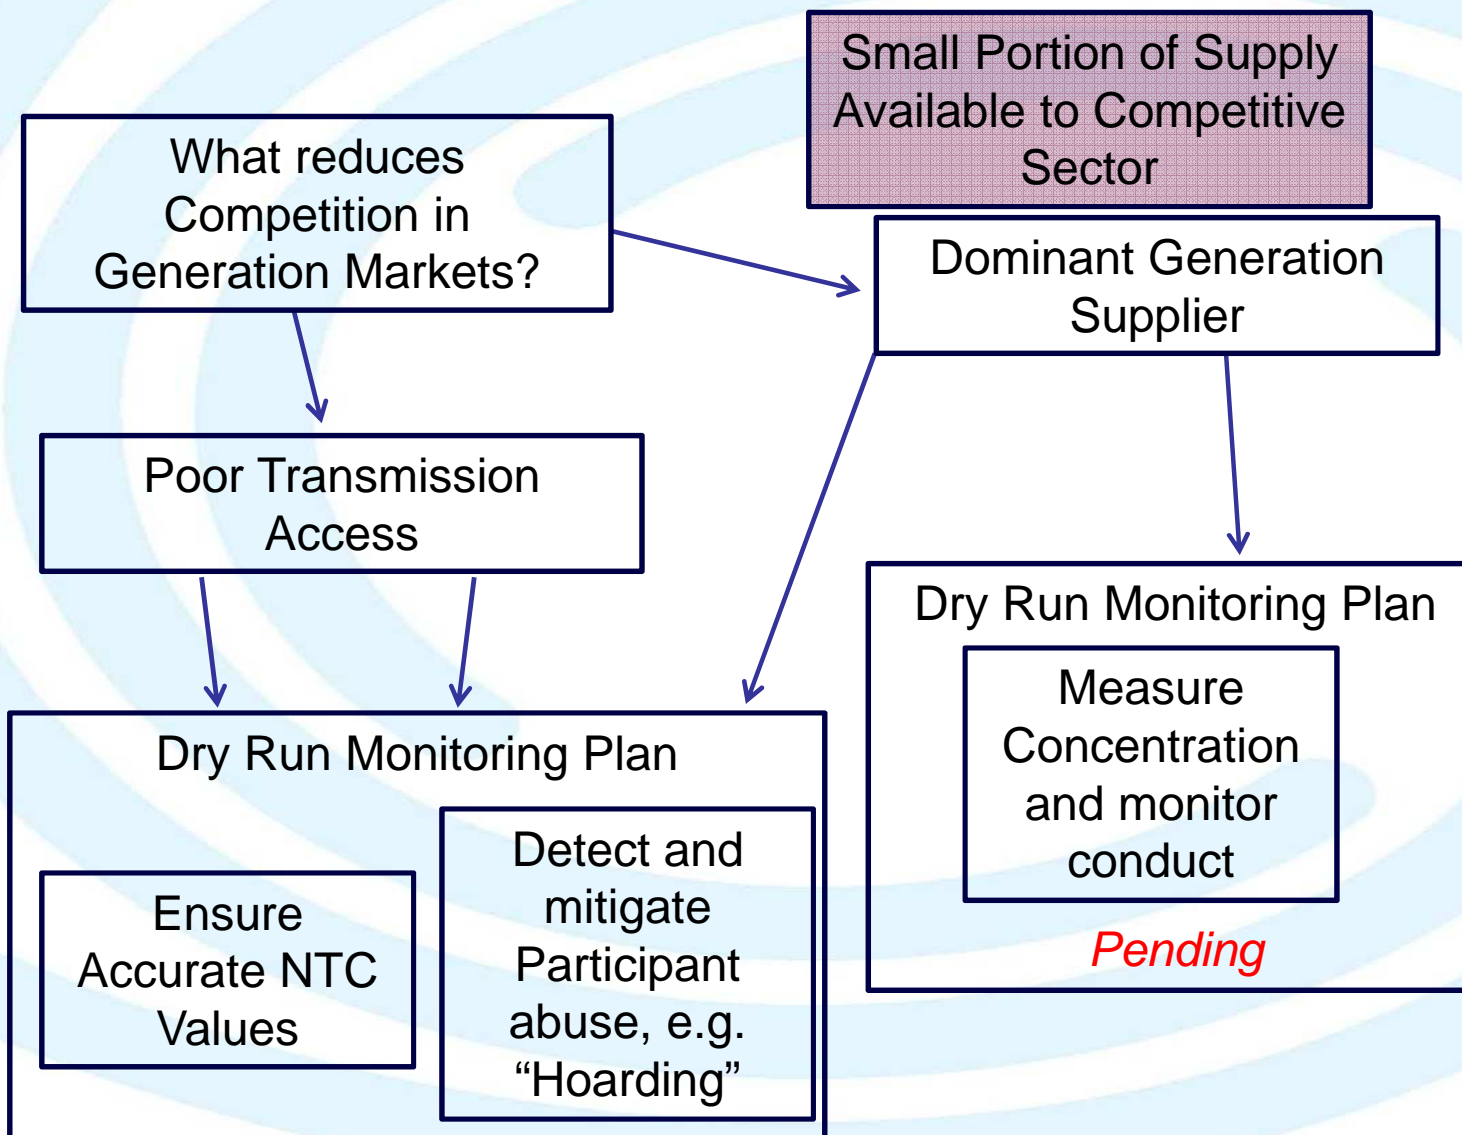 Small Portion of Supply
Available to Competitive
Sector
What reduces
Competition in
Generation Markets?
Dominant Generation
Supplier
Poor Transmission
Access
Dry Run Monitoring Plan
Measure
Concentration
and monitor
conduct
Pending
Dry Run Monitoring Plan
Ensure
Accurate NTC
Values
Detect and
mitigate
Participant
abuse, e.g.
“Hoarding”